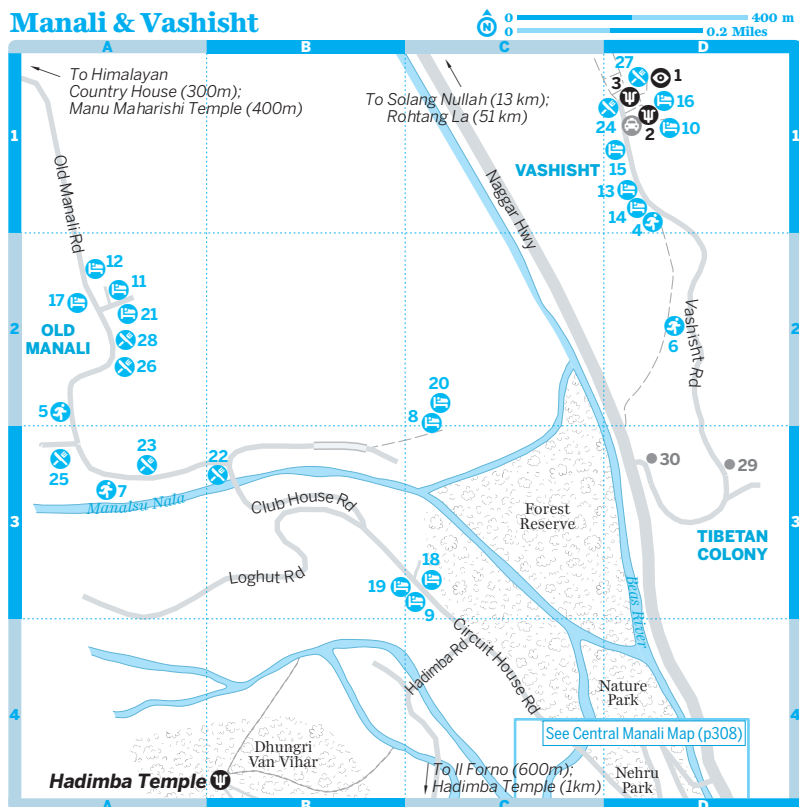 Manali & Vashisht
N
0 400 m
0 0.2 Miles
A B C D
To Himalayan
Country House (300m);
Manu Maharishi Temple (400m)
To Solang Nullah (13 km);
Rohtang La (51 km)
27
1
3
16
24
2
10
1
1
15
VASHISHT
13
14
4
Old Manali Rd
Naggar Hwy
12
11
17
21
2
2
OLD
MANALI
28
26
6
Vashisht Rd
5
20
8
23
22
25
7
30
29
Manalsu Nala
Club House Rd
Forest
Reserve
3
3
TIBETAN
COLONY
Loghut Rd
18
19
9
Beas River
Circuit House Rd
Hadimba Rd
Nature
Park
4
4
See Central Manali Map (p308)
Dhungri
Van Vihar
Hadimba Temple
To Il Forno (600m);
Hadimba Temple (1km)
Nehru
Park
A B C D